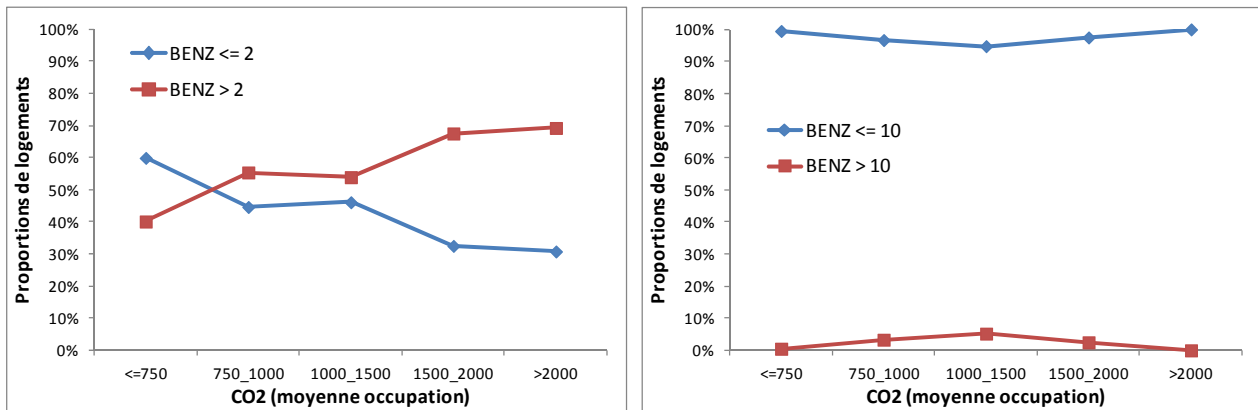 Proportions de logements
100%
90%
80%
70%
60%
50%
40%
30%
20%
10%
0%
BENZ <= 2
BENZ > 2
<=750 750_1000 1000_1500 1500_2000 >2000
CO2 (moyenne occupation)
Proportions de logements
100%
90%
80%
70%
60%
50%
40%
30%
20%
10%
0%
BENZ <= 10
BENZ > 10
<=750 750_1000 1000_1500 1500_2000 >2000
CO2 (moyenne occupation)